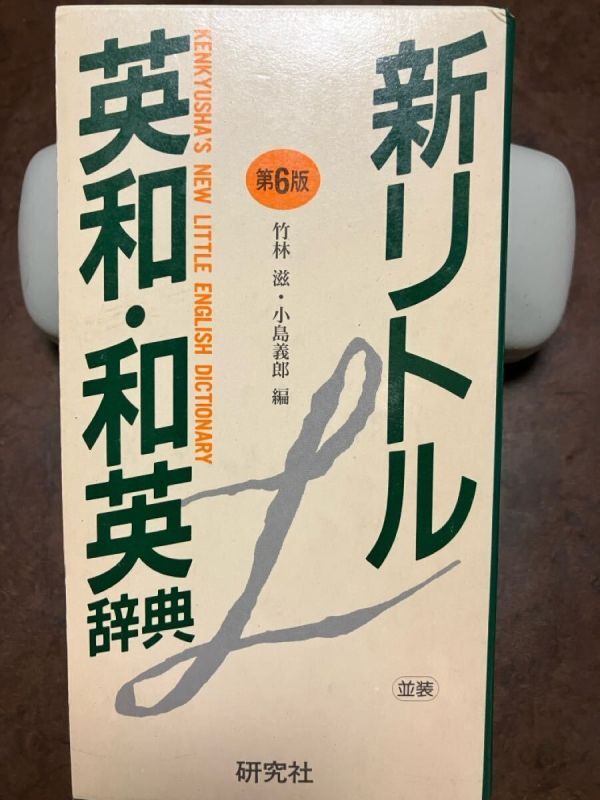 新リトル
英和・和英
辞典
KENKYUSHA'S NEW LITTLE ENGLISH DICTIONARY
第6版
竹林 滋・小島義郎 編
L
並装
研究社